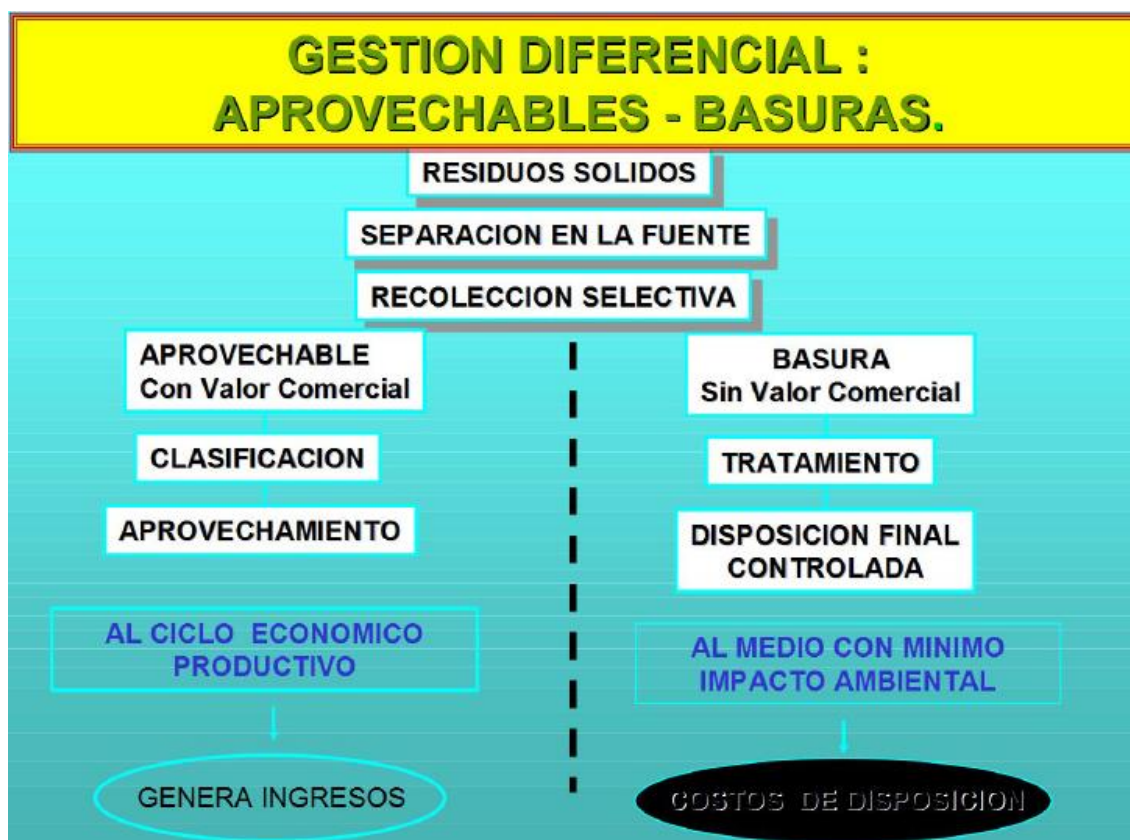 GESTION DIFERENCIAL :
APROVECHABLES - BASURAS.
RESIDUOS SOLIDOS
SEPARACION EN LA FUENTE
RECOLECCION SELECTIVA
APROVECHABLE
Con Valor Comercial
CLASIFICACION
APROVECHAMIENTO
AL CICLO ECONOMICO
PRODUCTIVO
GENERA INGRESOS
BASURA
Sin Valor Comercial
TRATAMIENTO
DISPOSICION FINAL
CONTROLADA
AL MEDIO CON MINIMO
IMPACTO AMBIENTAL
COSTOS DE DISPOSICION